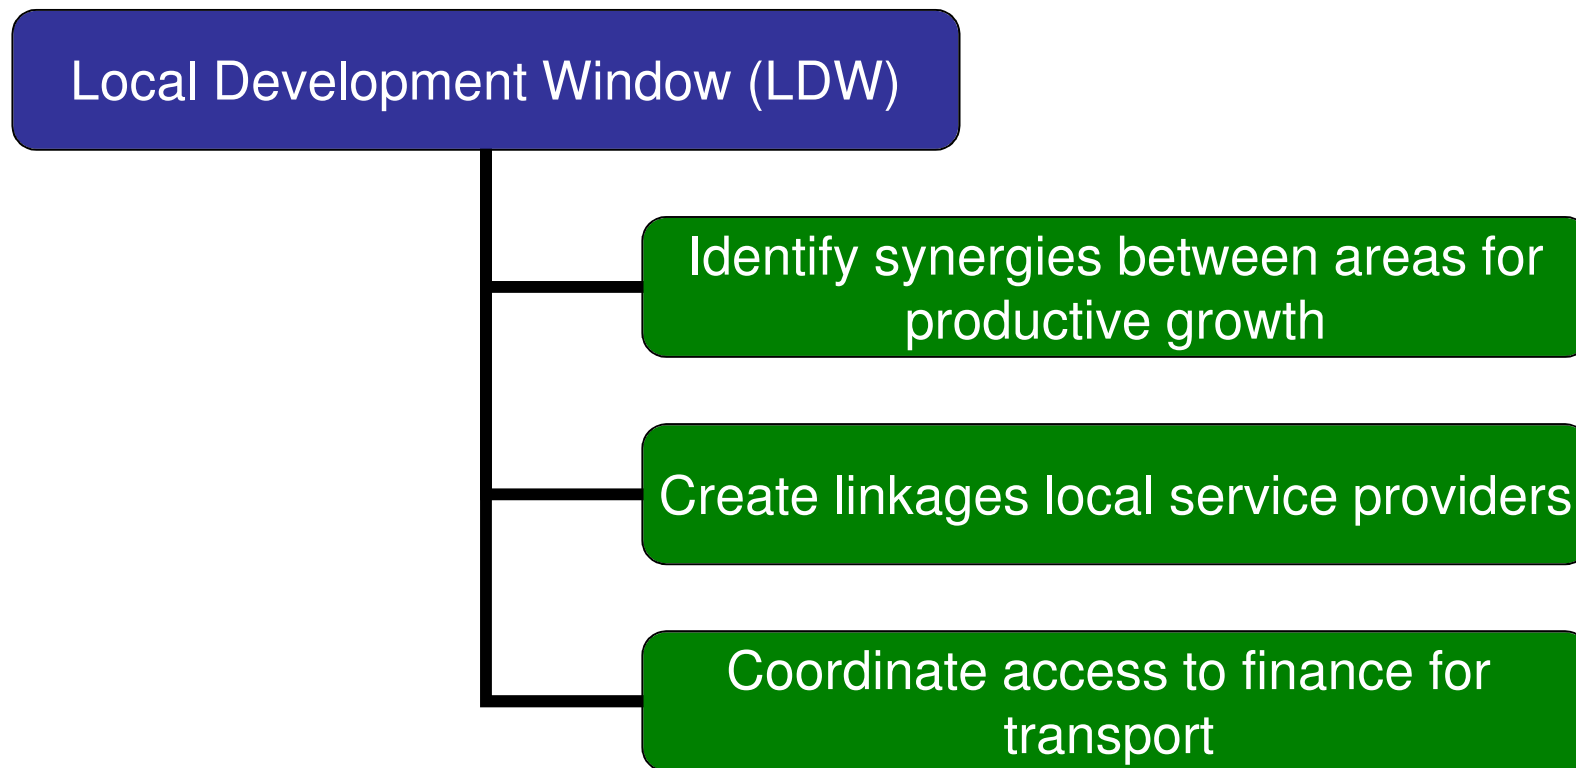 Local Development Window (LDW)
Identify synergies between areas for
productive growth
Create linkages local service providers
Coordinate access to finance for
transport